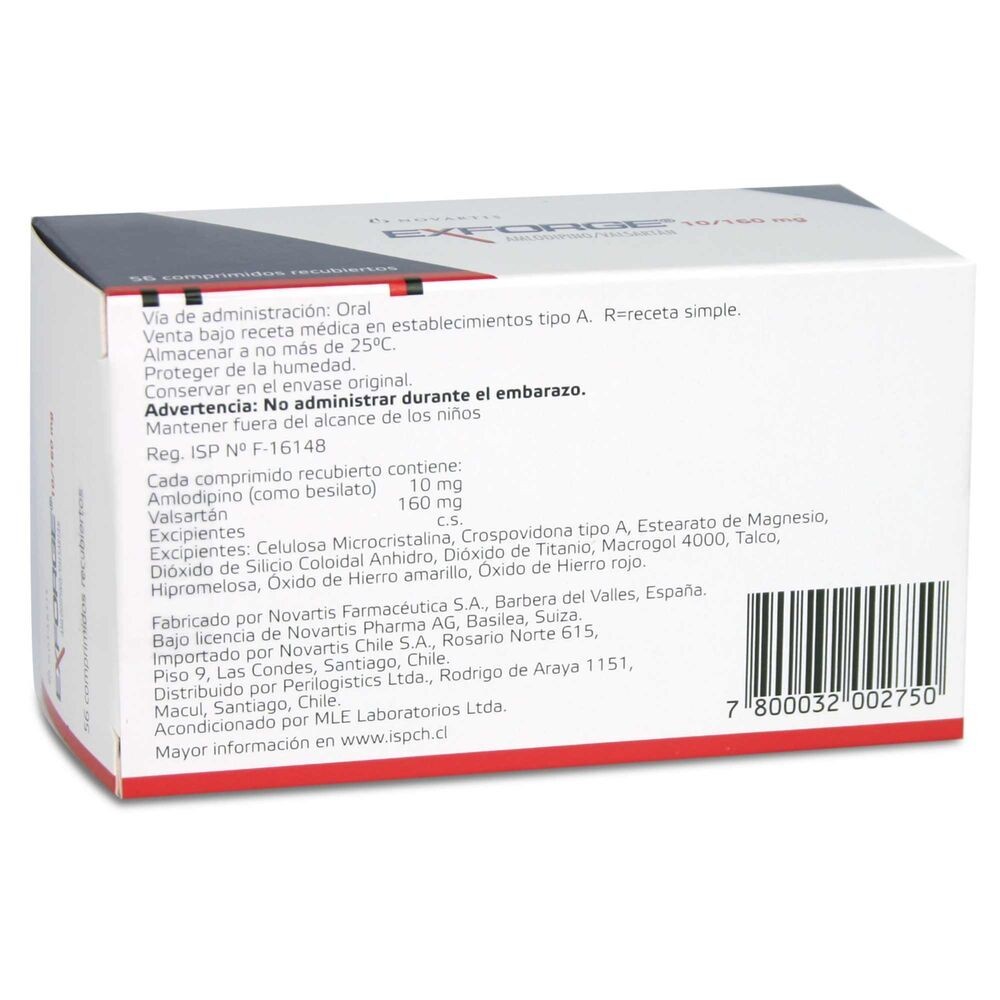 NOVARTIS
EXFORGE® 10/160 mg
AMLODIPINO/VALSARTÁN
56 comprimidos recubiertos
Vía de administración: Oral
Venta bajo receta médica en establecimientos tipo A. R=receta simple.
Almacenar a no más de 25ºC.
Proteger de la humedad.
Conservar en el envase original.
Advertencia: No administrar durante el embarazo.
Mantener fuera del alcance de los niños
Reg. ISP Nº F-16148
Cada comprimido recubierto contiene:
Amlodipino (como besilato) 10 mg
Valsartán 160 mg
Excipientes c.s.
Excipientes: Celulosa Microcristalina, Crospovidona tipo A, Estearato de Magnesio,
Dióxido de Silicio Coloidal Anhidro, Dióxido de Titanio, Macrogol 4000, Talco,
Hipromelosa, Óxido de Hierro amarillo, Óxido de Hierro rojo.
Fabricado por Novartis Farmacéutica S.A., Barbera del Valles, España.
Bajo licencia de Novartis Pharma AG, Basilea, Suiza.
Importado por Novartis Chile S.A., Rosario Norte 615,
Piso 9, Las Condes, Santiago, Chile.
Distribuido por Perilogistics Ltda., Rodrigo de Araya 1151,
Macul, Santiago, Chile.
Acondicionado por MLE Laboratorios Ltda.
Mayor información en www.ispch.cl
7 800032 002750
NOVARTIS
EXFORGE® 10/160 mg
56 comprimidos recubiertos